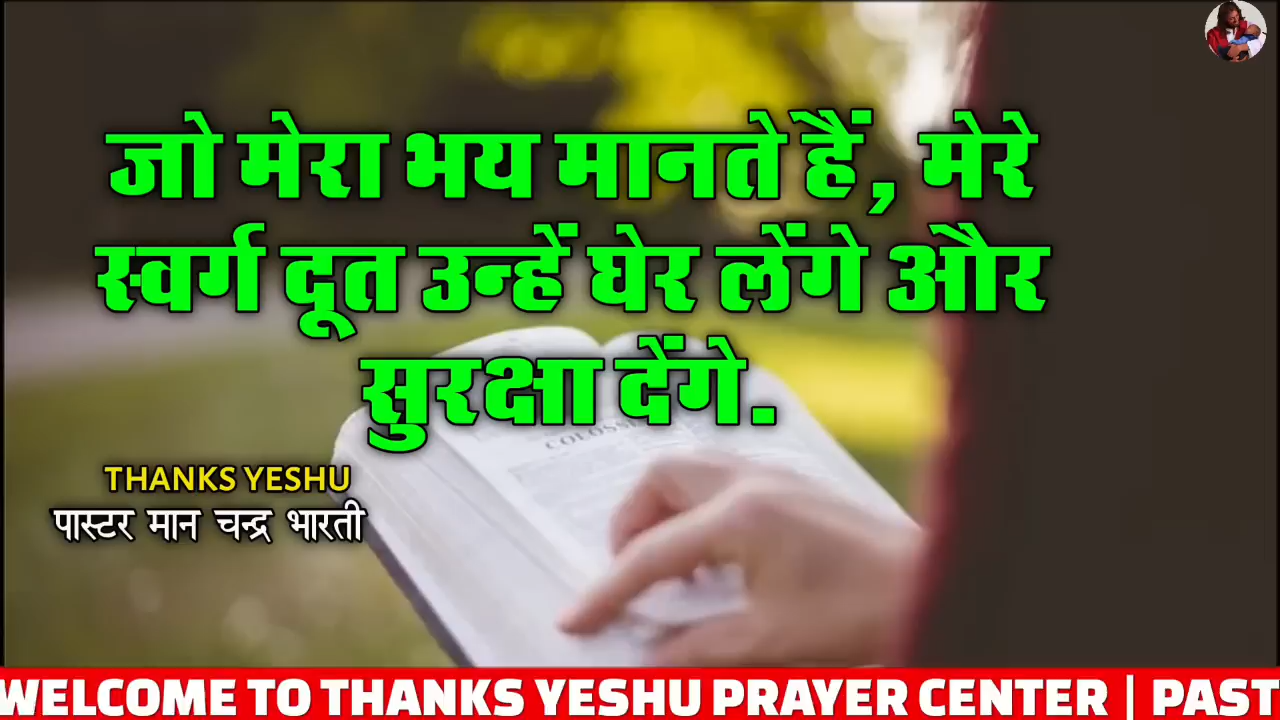 जो मेरा भय मानते हैं, मेरे
स्वर्ग दूत उन्हें घेर लेंगे और
सुरक्षा देंगे.
THANKS YESHU
पास्टर मान चन्द्र भारती
WELCOME TO THANKS YESHU PRAYER CENTER | PAST